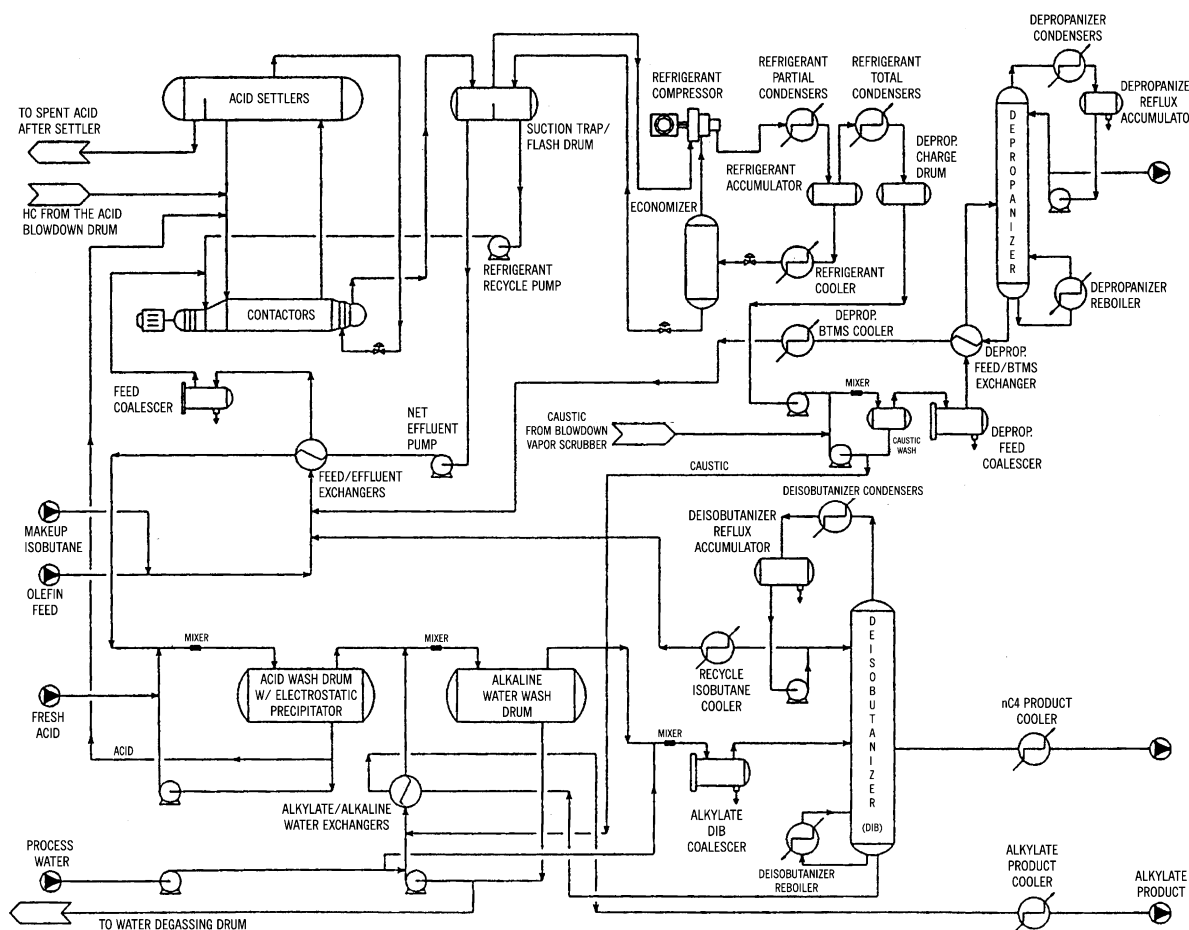 DEPROPANIZER
CONDENSERS
REFRIGERANT
PARTIAL
CONDENSERS
REFRIGERANT
TOTAL
CONDENSERS
REFRIGERANT
COMPRESSOR
DEPROPANIZE
REFLUX
ACCUMULATO
ACID SETTLERS
TO SPENT ACID
AFTER SETTLER
SUCTION TRAP/
FLASH DRUM
DEPROPANIZER
DEPROP.
CHARGE
DRUM
REFRIGERANT
ACCUMULATOR
ECONOMIZER
HC FROM THE ACID
BLOWDOWN DRUM
REFRIGERANT
RECYCLE PUMP
REFRIGERANT
COOLER
DEPROPANIZER
REBOILER
CONTACTORS
DEPROP.
BTMS COOLER
DEPROP.
FEED/BTMS
EXCHANGER
FEED
COALESCER
MIXER
NET
EFFLUENT
PUMP
CAUSTIC
FROM BLOWDOWN
VAPOR SCRUBBER
CAUSTIC
WASH
DEPROP.
FEED
COALESCER
CAUSTIC
FEED/EFFLUENT
EXCHANGERS
DEISOBUTANIZER CONDENSERS
DEISOBUTANIZER
REFLUX
ACCUMULATOR
MAKEUP
ISOBUTANE
OLEFIN
FEED
DEISOBUTANIZER
(DIB)
MIXER
MIXER
ACID WASH DRUM
W/ ELECTROSTATIC
PRECIPITATOR
ALKALINE
WATER WASH
DRUM
RECYCLE
ISOBUTANE
COOLER
FRESH
ACID
nC4 PRODUCT
COOLER
MIXER
ACID
ALKYLATE/ALKALINE
WATER EXCHANGERS
ALKYLATE
DIB
COALESCER
PROCESS
WATER
DEISOBUTANIZER
REBOILER
ALKYLATE
PRODUCT
COOLER
ALKYLATE
PRODUCT
TO WATER DEGASSING DRUM